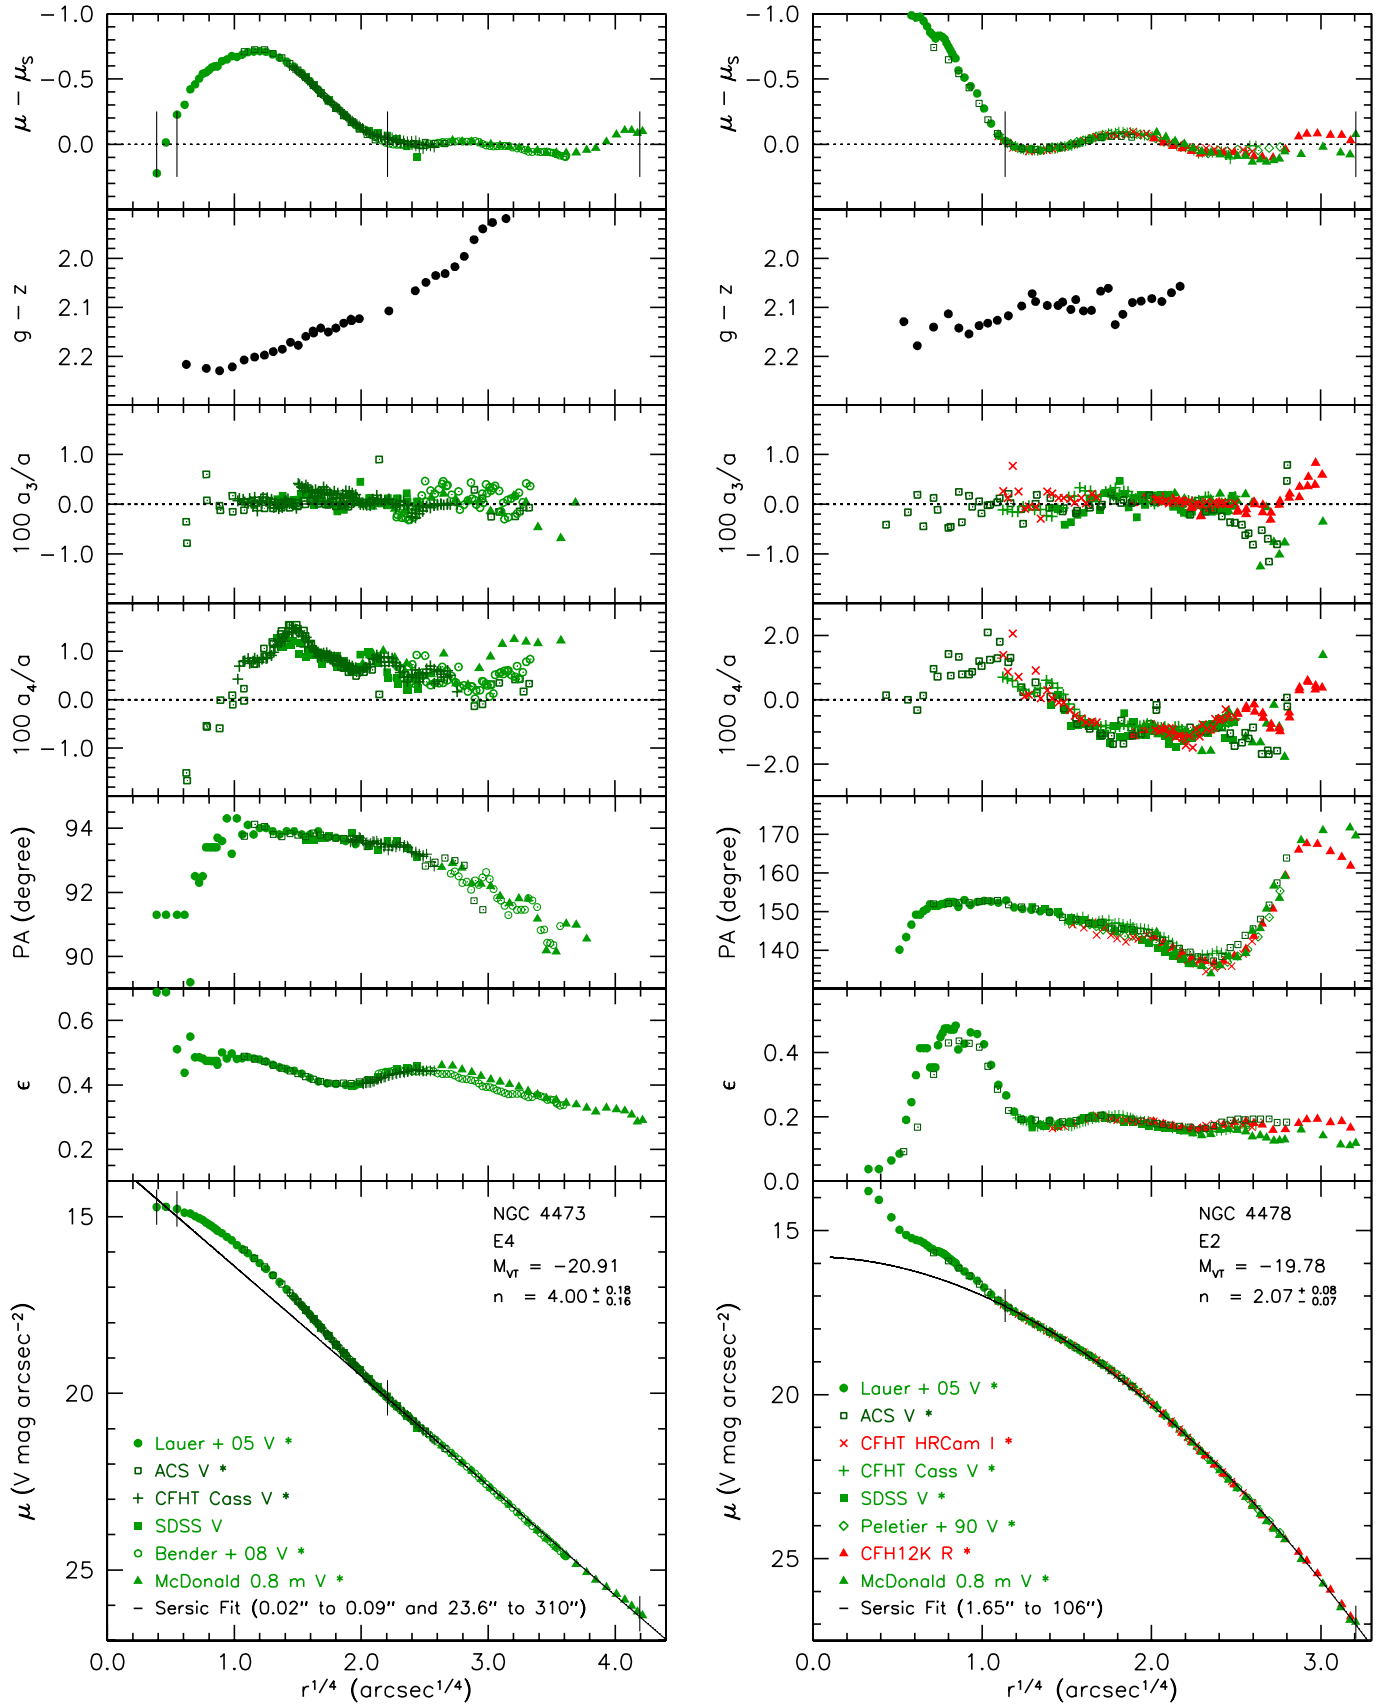 μ − μS
−1.0
−0.5
0.0
g − z
2.0
2.1
2.2
100 a3/a
1.0
0.0
−1.0
100 a4/a
1.0
0.0
−1.0
PA (degree)
94
92
90
ϵ
0.6
0.4
0.2
μ (V mag arcsec−2)
15
20
25
NGC 4473
E4
MVT = −20.91
n = 4.00 + 0.18 − 0.16
Lauer + 05 V *
ACS V *
CFHT Cass V *
SDSS V
Bender + 08 V *
McDonald 0.8 m V *
− Sersic Fit (0.02″ to 0.09″ and 23.6″ to 310″)
0.0 1.0 2.0 3.0 4.0
r1/4 (arcsec1/4)
μ − μS
−1.0
−0.5
0.0
g − z
2.0
2.1
2.2
100 a3/a
1.0
0.0
−1.0
100 a4/a
2.0
0.0
−2.0
PA (degree)
170
160
150
140
ϵ
0.4
0.2
0.0
μ (V mag arcsec−2)
15
20
25
NGC 4478
E2
MVT = −19.78
n = 2.07 + 0.08 − 0.07
Lauer + 05 V *
ACS V *
CFHT HRCam I *
CFHT Cass V *
SDSS V *
Peletier + 90 V *
CFH12K R *
McDonald 0.8 m V *
− Sersic Fit (1.65″ to 106″)
0.0 1.0 2.0 3.0
r1/4 (arcsec1/4)